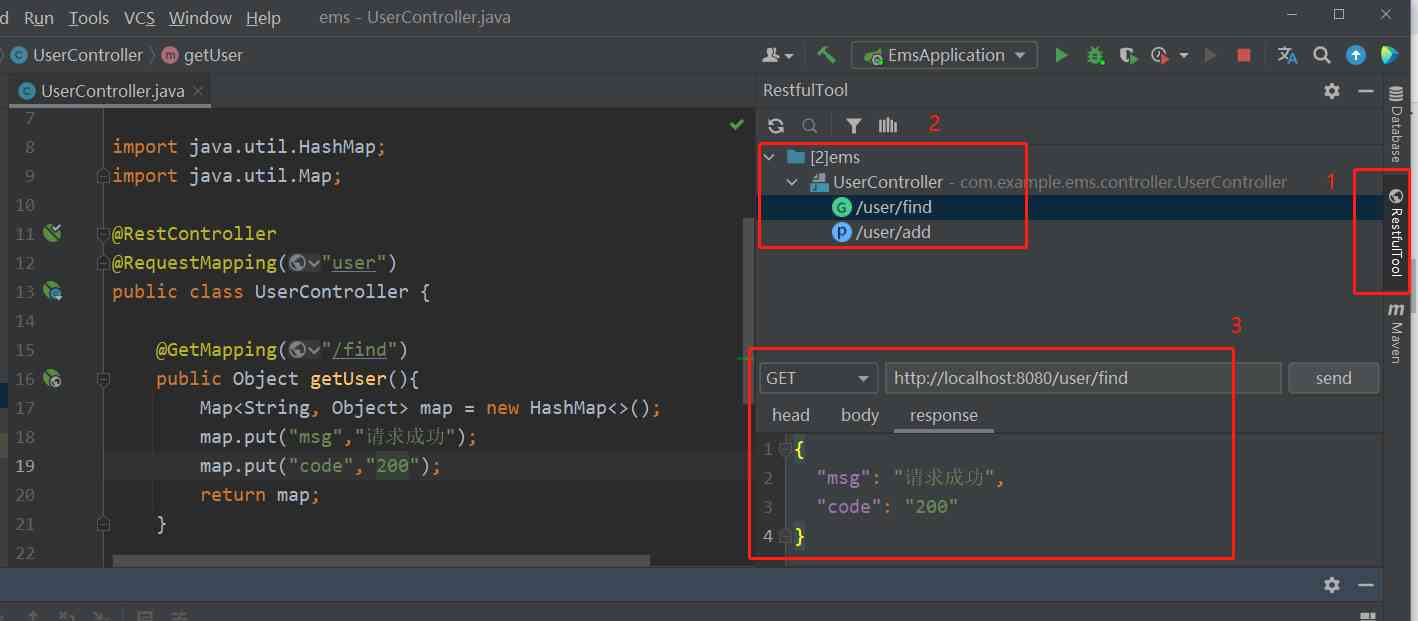 d Run Tools VCS Window Help ems - UserController.java
UserController getUser EmsApplication
UserController.java
RestfulTool
7
8 import java.util.HashMap;
9 import java.util.Map;
10
11 @RestController
12 @RequestMapping("user")
13 public class UserController {
14
15 @GetMapping("/find")
16 public Object getUser(){
17 Map<String, Object> map = new HashMap<>();
18 map.put("msg","请求成功");
19 map.put("code","200");
20 return map;
21 }
22
2
[2]ems
UserController - com.example.ems.controller.UserController
G /user/find
P /user/add
1
3
GET http://localhost:8080/user/find send
head body response
1 {
2 "msg": "请求成功",
3 "code": "200"
4 }
Database
RestfulTool
m Maven